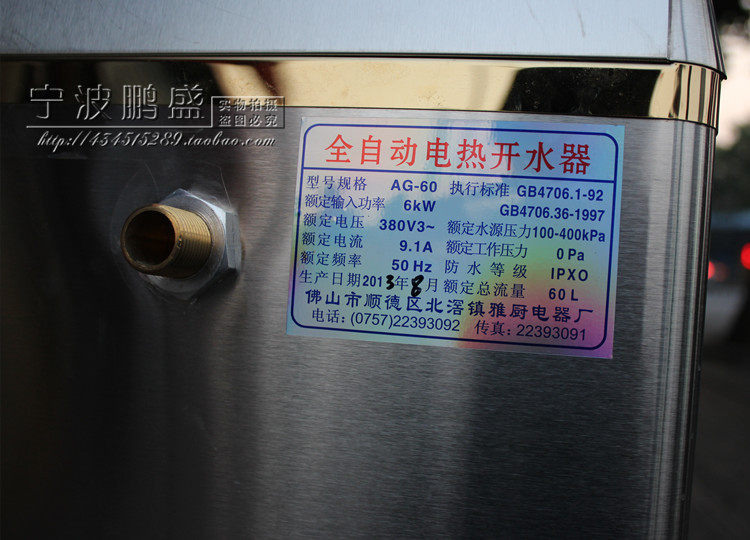 宁波鹏盛
实物拍摄
盗图必究
http://434515289.taobao.com
全自动电热开水器
型号规格 AG-60 执行标准 GB4706.1-92
额定输入功率 6kW GB4706.36-1997
额定电压 380V3~ 额定水源压力 100-400kPa
额定电流 9.1A 额定工作压力 0Pa
额定频率 50Hz 防水等级 IPXO
生产日期2013年8月 额定总流量 60L
佛山市顺德区北滘镇雅厨电器厂
电话：(0757)22393092 传真：22393091